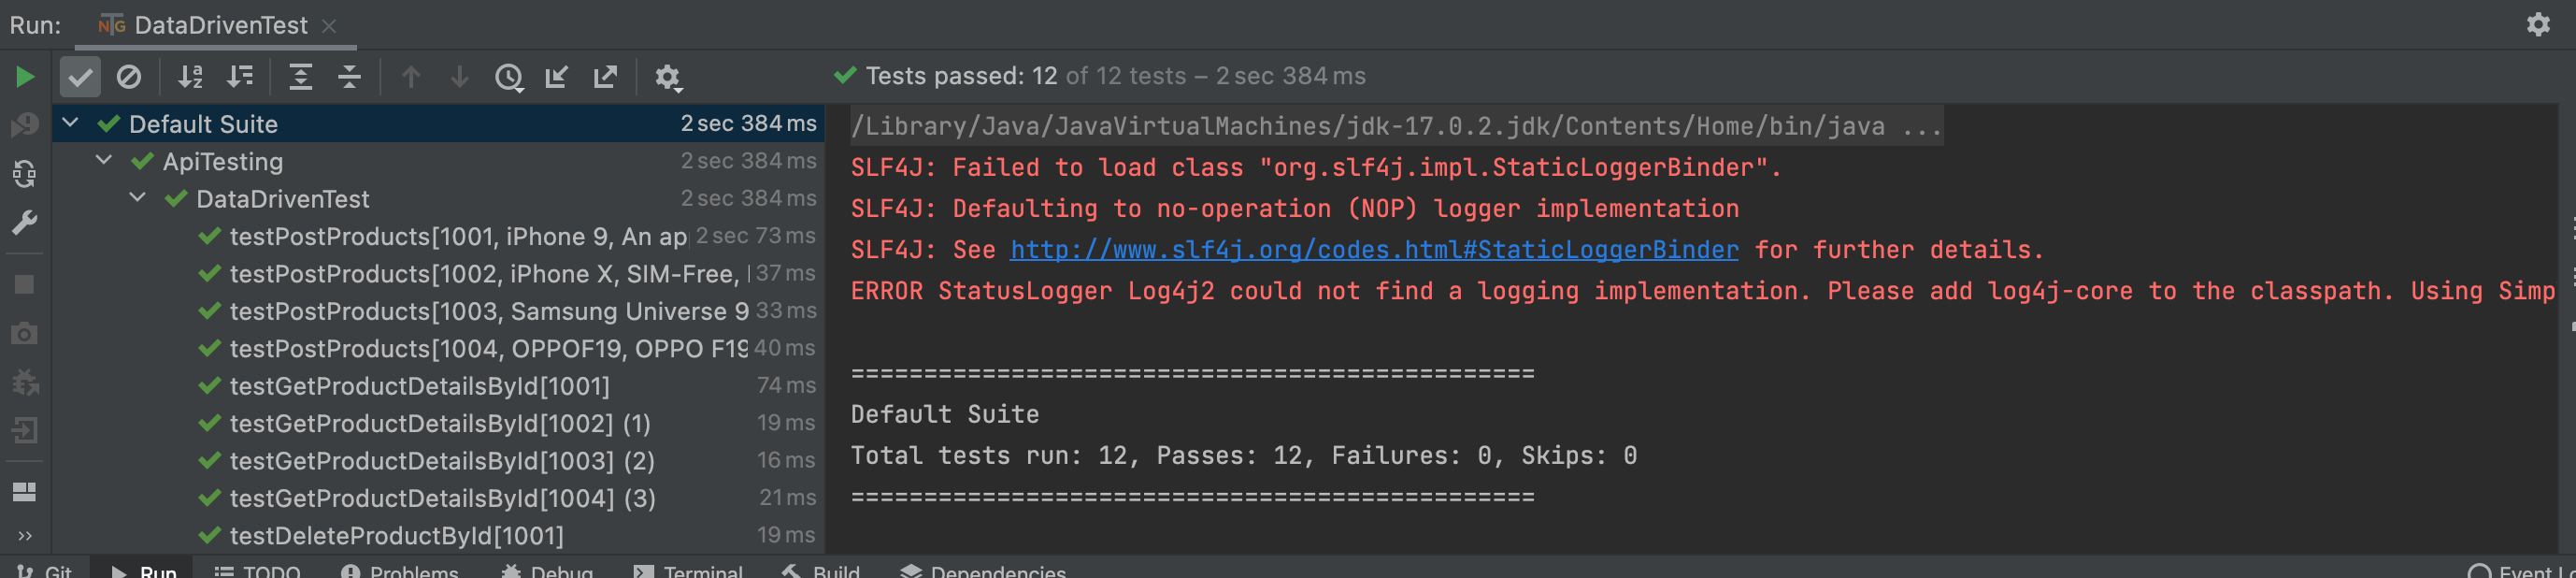 Run: DataDrivenTest
Tests passed: 12 of 12 tests – 2 sec 384 ms
Default Suite 2 sec 384 ms
ApiTesting 2 sec 384 ms
DataDrivenTest 2 sec 384 ms
testPostProducts[1001, iPhone 9, An ap 2 sec 73 ms
testPostProducts[1002, iPhone X, SIM-Free, 37 ms
testPostProducts[1003, Samsung Universe 9 33 ms
testPostProducts[1004, OPPOF19, OPPO F19 40 ms
testGetProductDetailsById[1001] 74 ms
testGetProductDetailsById[1002] (1) 19 ms
testGetProductDetailsById[1003] (2) 16 ms
testGetProductDetailsById[1004] (3) 21 ms
testDeleteProductById[1001] 19 ms
/Library/Java/JavaVirtualMachines/jdk-17.0.2.jdk/Contents/Home/bin/java ...
SLF4J: Failed to load class "org.slf4j.impl.StaticLoggerBinder".
SLF4J: Defaulting to no-operation (NOP) logger implementation
SLF4J: See http://www.slf4j.org/codes.html#StaticLoggerBinder for further details.
ERROR StatusLogger Log4j2 could not find a logging implementation. Please add log4j-core to the classpath. Using Simp
===============================================
Default Suite
Total tests run: 12, Passes: 12, Failures: 0, Skips: 0
===============================================
Git Run TODO Problems Debug Terminal Build Dependencies Event Lo